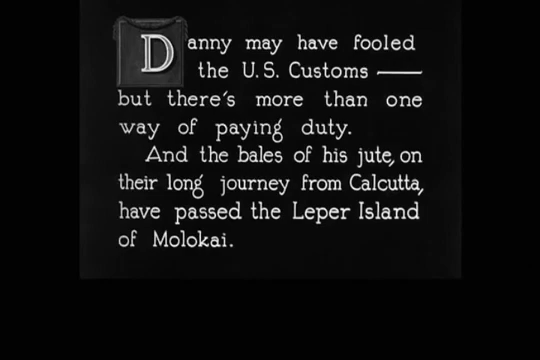 Danny may have fooled
the U.S. Customs —
but there's more than one
way of paying duty.
And the bales of his jute, on
their long journey from Calcutta,
have passed the Leper Island
of Molokai.